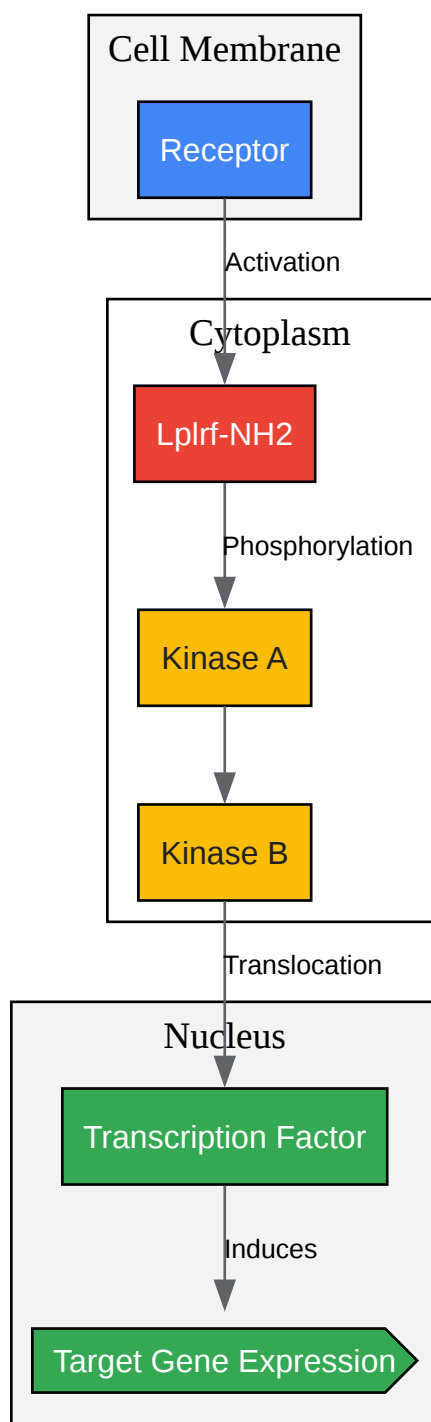 Cell Membrane
Receptor
Activation
Cytoplasm
Lplrf-NH2
Phosphorylation
Kinase A
Kinase B
Translocation
Nucleus
Transcription Factor
Induces
Target Gene Expression